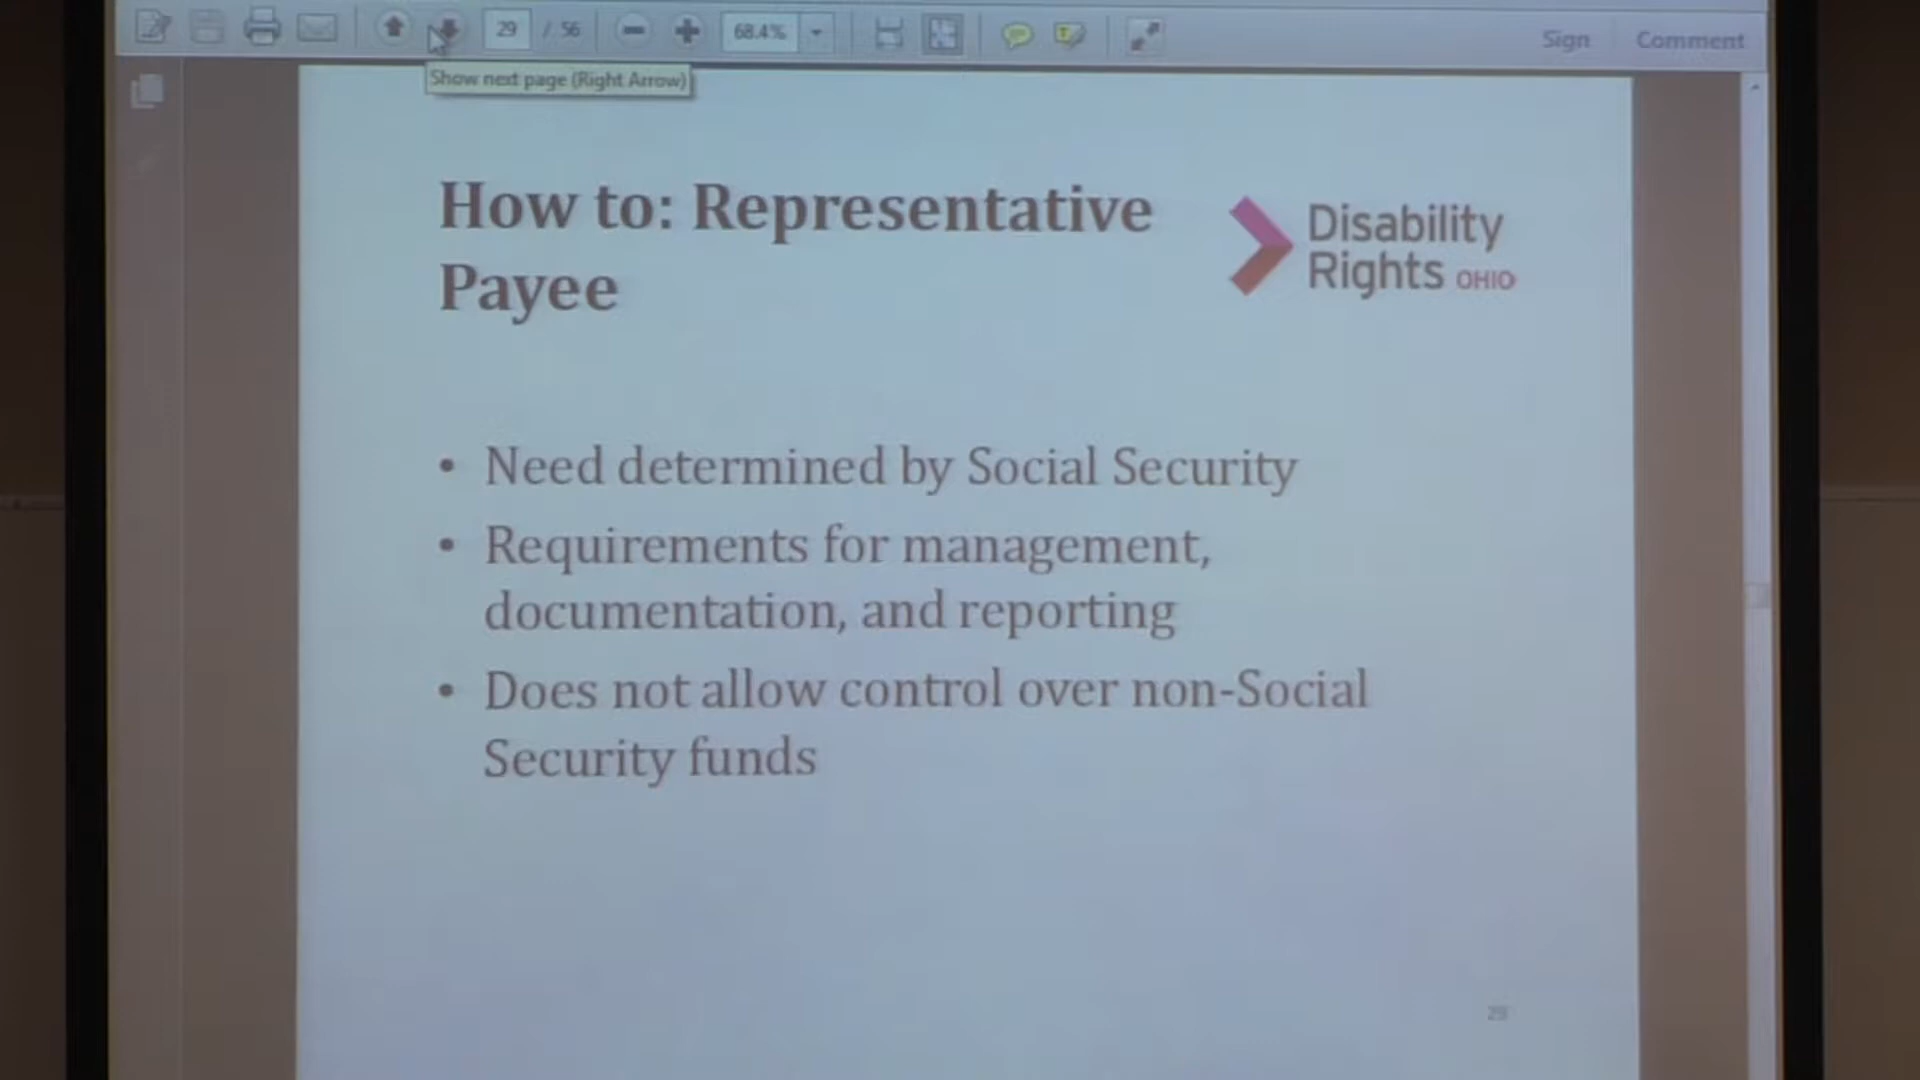 29 / 56
68.4%
Sign
Comment
Show next page (Right Arrow)
How to: Representative
Payee
Disability
Rights OHIO
• Need determined by Social Security
• Requirements for management,
documentation, and reporting
• Does not allow control over non-Social
Security funds
29